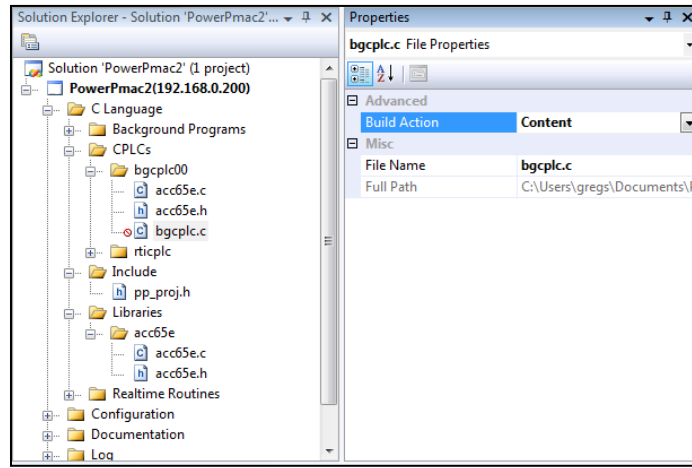 Solution Explorer - Solution 'PowerPmac2'...
Solution 'PowerPmac2' (1 project)
PowerPmac2(192.168.0.200)
C Language
Background Programs
CPLCs
bgcplc00
acc65e.c
acc65e.h
bgcplc.c
rticplc
Include
pp_proj.h
Libraries
acc65e
acc65e.c
acc65e.h
Realtime Routines
Configuration
Documentation
Log
Properties
bgcplc.c File Properties
Advanced
Build Action Content
Misc
File Name bgcplc.c
Full Path C:\Users\gregs\Documents\